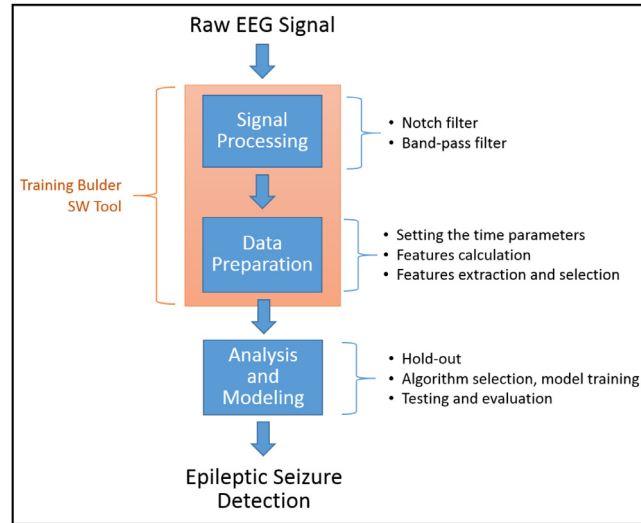 Raw EEG Signal
Signal
Processing
• Notch filter
• Band-pass filter
Training Bulder
SW Tool
Data
Preparation
• Setting the time parameters
• Features calculation
• Features extraction and selection
Analysis
and
Modeling
• Hold-out
• Algorithm selection, model training
• Testing and evaluation
Epileptic Seizure
Detection